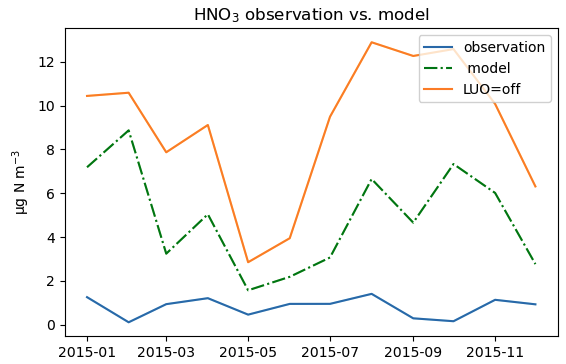 HNO₃ observation vs. model
observation
model
LUO=off
µg N m⁻³
12
10
8
6
4
2
0
2015-01 2015-03 2015-05 2015-07 2015-09 2015-11